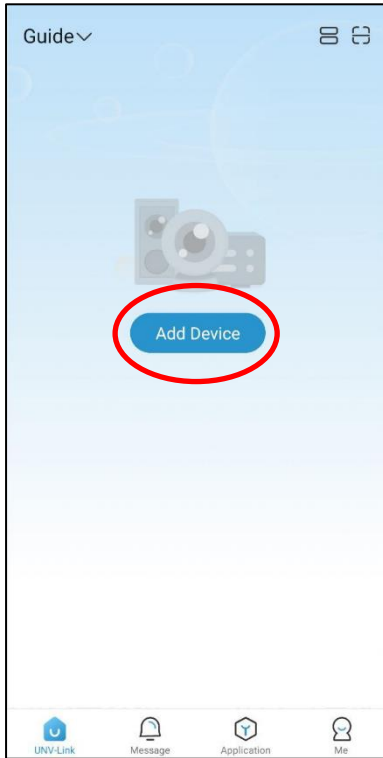 Guide
Add Device
UNV-Link
Message
Application
Me